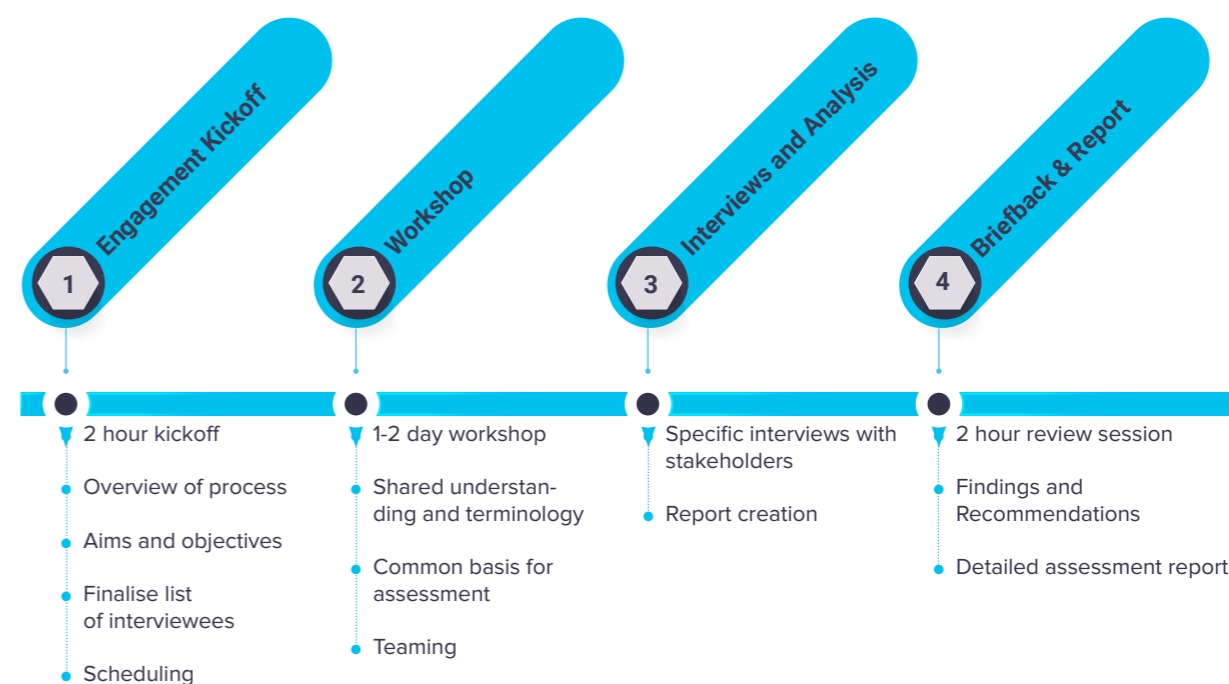 Engagement Kickoff
1
2 hour kickoff
Overview of process
Aims and objectives
Finalise list
of interviewees
Scheduling
Workshop
2
1-2 day workshop
Shared understan-
ding and terminology
Common basis for
assessment
Teaming
Interviews and Analysis
3
Specific interviews with
stakeholders
Report creation
Briefback & Report
4
2 hour review session
Findings and
Recommendations
Detailed assessment report